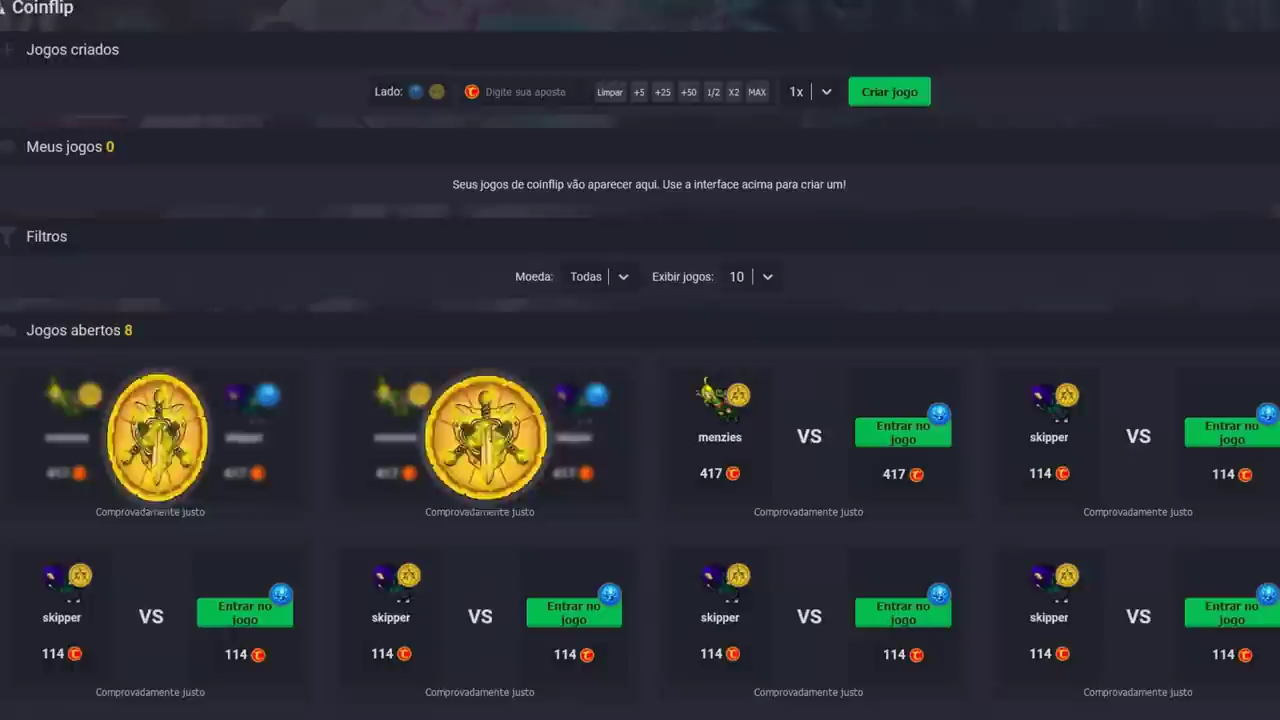 Coinflip
Jogos criados
Lado: Digite sua aposta Limpar +5 +25 +50 1/2 X2 MAX 1x Criar jogo
Meus jogos 0
Seus jogos de coinflip vão aparecer aqui. Use a interface acima para criar um!
Filtros
Moeda: Todas Exibir jogos: 10
Jogos abertos 8
menzies VS Entrar no jogo
417 417
skipper VS Entrar no jogo
114 114
Comprovadamente justo Comprovadamente justo Comprovadamente justo Comprovadamente justo
skipper VS Entrar no jogo
114 114
skipper VS Entrar no jogo
114 114
skipper VS Entrar no jogo
114 114
skipper VS Entrar no jogo
114 114
Comprovadamente justo Comprovadamente justo Comprovadamente justo Comprovadamente justo